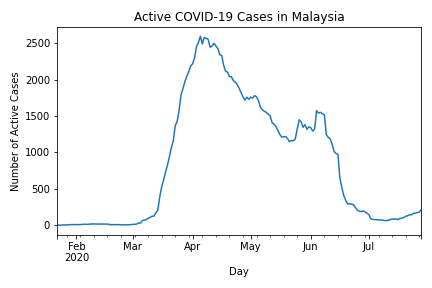 Active COVID-19 Cases in Malaysia
Number of Active Cases
2500
2000
1500
1000
500
0
Feb Mar Apr May Jun Jul
2020
Day